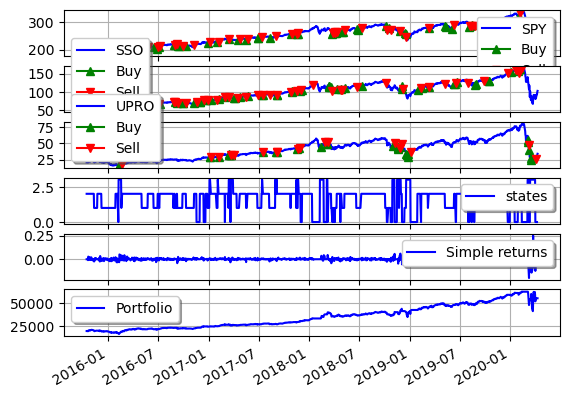 300
200
SPY
Buy
SSO
Buy
Sell
150
100
50
UPRO
Buy
Sell
75
50
25
2.5
0.0
states
0.25
0.00
Simple returns
50000
25000
Portfolio
2016-01
2016-07
2017-01
2017-07
2018-01
2018-07
2019-01
2019-07
2020-01